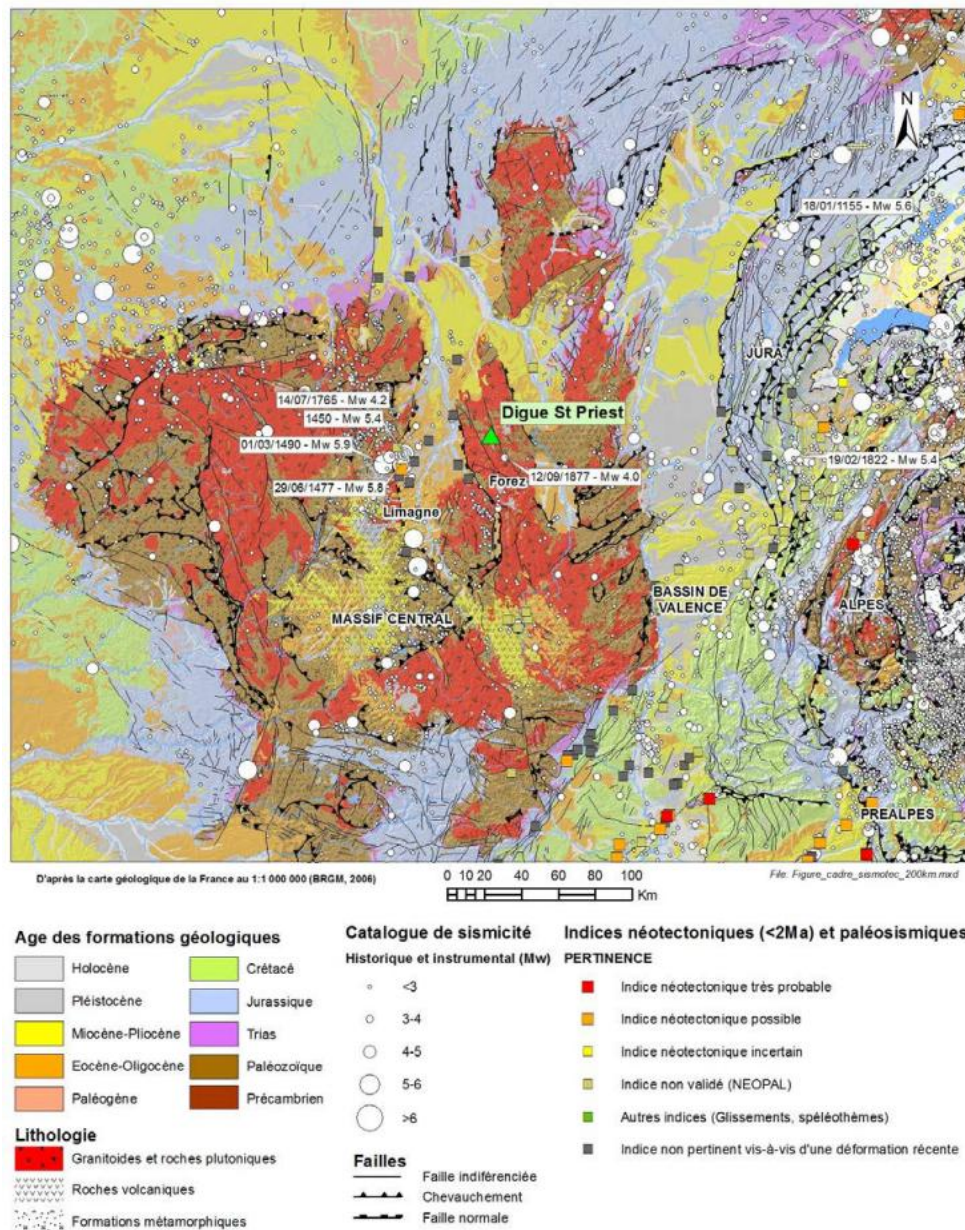 N
18/01/1155 - Mw 5.6
JURA
14/07/1765 - Mw 4.2
1450 - Mw 5.4
01/03/1490 - Mw 5.9
Digue St Priest
29/06/1477 - Mw 5.8
Forez
12/09/1877 - Mw 4.0
19/02/1822 - Mw 5.4
Limagne
BASSIN DE
VALENCE
ALPES
MASSIF CENTRAL
PREALPES
D'après la carte géologique de la France au 1:1 000 000 (BRGM, 2006)
0 10 20 40 60 80 100
Km
File: Figure_cadre_sismotec_200km.mxd
Age des formations géologiques
Holocène
Pléistocène
Miocène-Pliocène
Eocène-Oligocène
Paléogène
Crétacé
Jurassique
Trias
Paléozoïque
Précambrien
Lithologie
Granitoides et roches plutoniques
Roches volcaniques
Formations métamorphiques
Catalogue de sismicité
Historique et instrumental (Mw)
<3
3-4
4-5
5-6
>6
Failles
Faille indiférenciée
Chevauchement
Faille normale
Indices néotectoniques (<2Ma) et paléosismiques
PERTINENCE
Indice néotectonique très probable
Indice néotectonique possible
Indice néotectonique incertain
Indice non validé (NEOPAL)
Autres indices (Glissements, spéléothèmes)
Indice non pertinent vis-à-vis d'une déformation récente